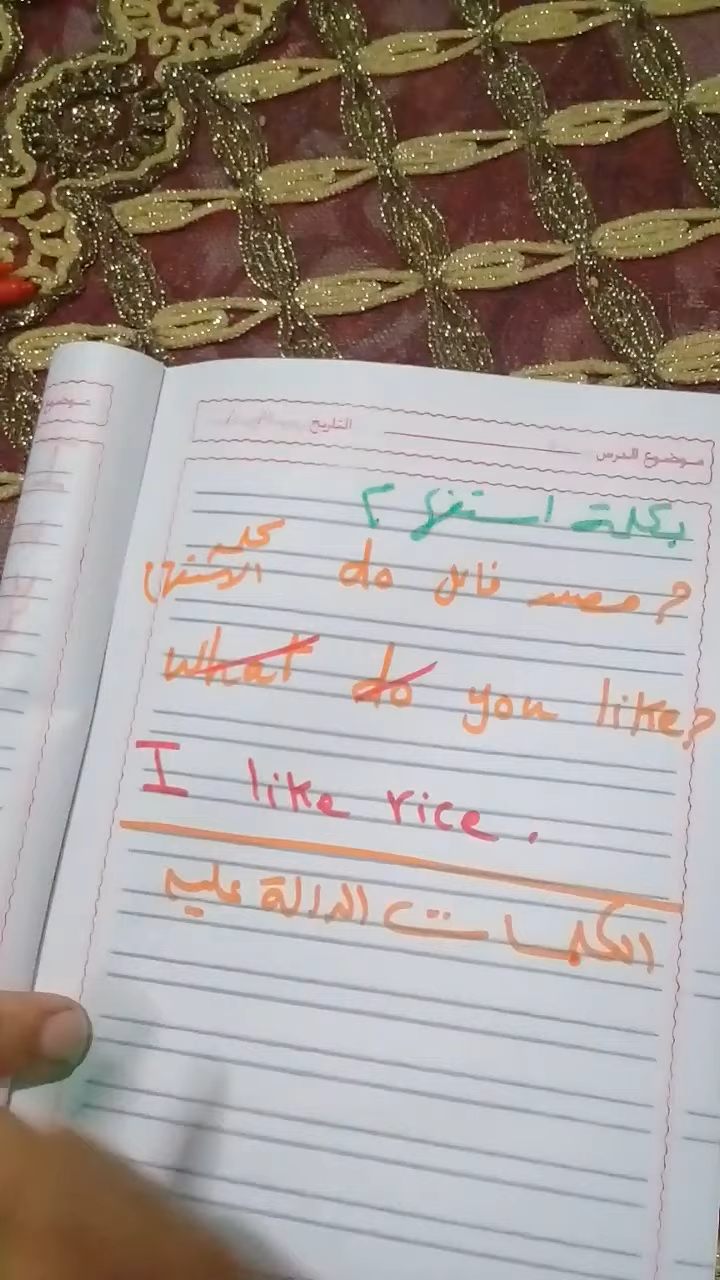 موضوع الدرس التاريخ
بكلمة استفهام ؟
كلمة الاستفهام do فاعل مصدر ?
What do you like?
I like rice.
الكلمات الدالة عليه